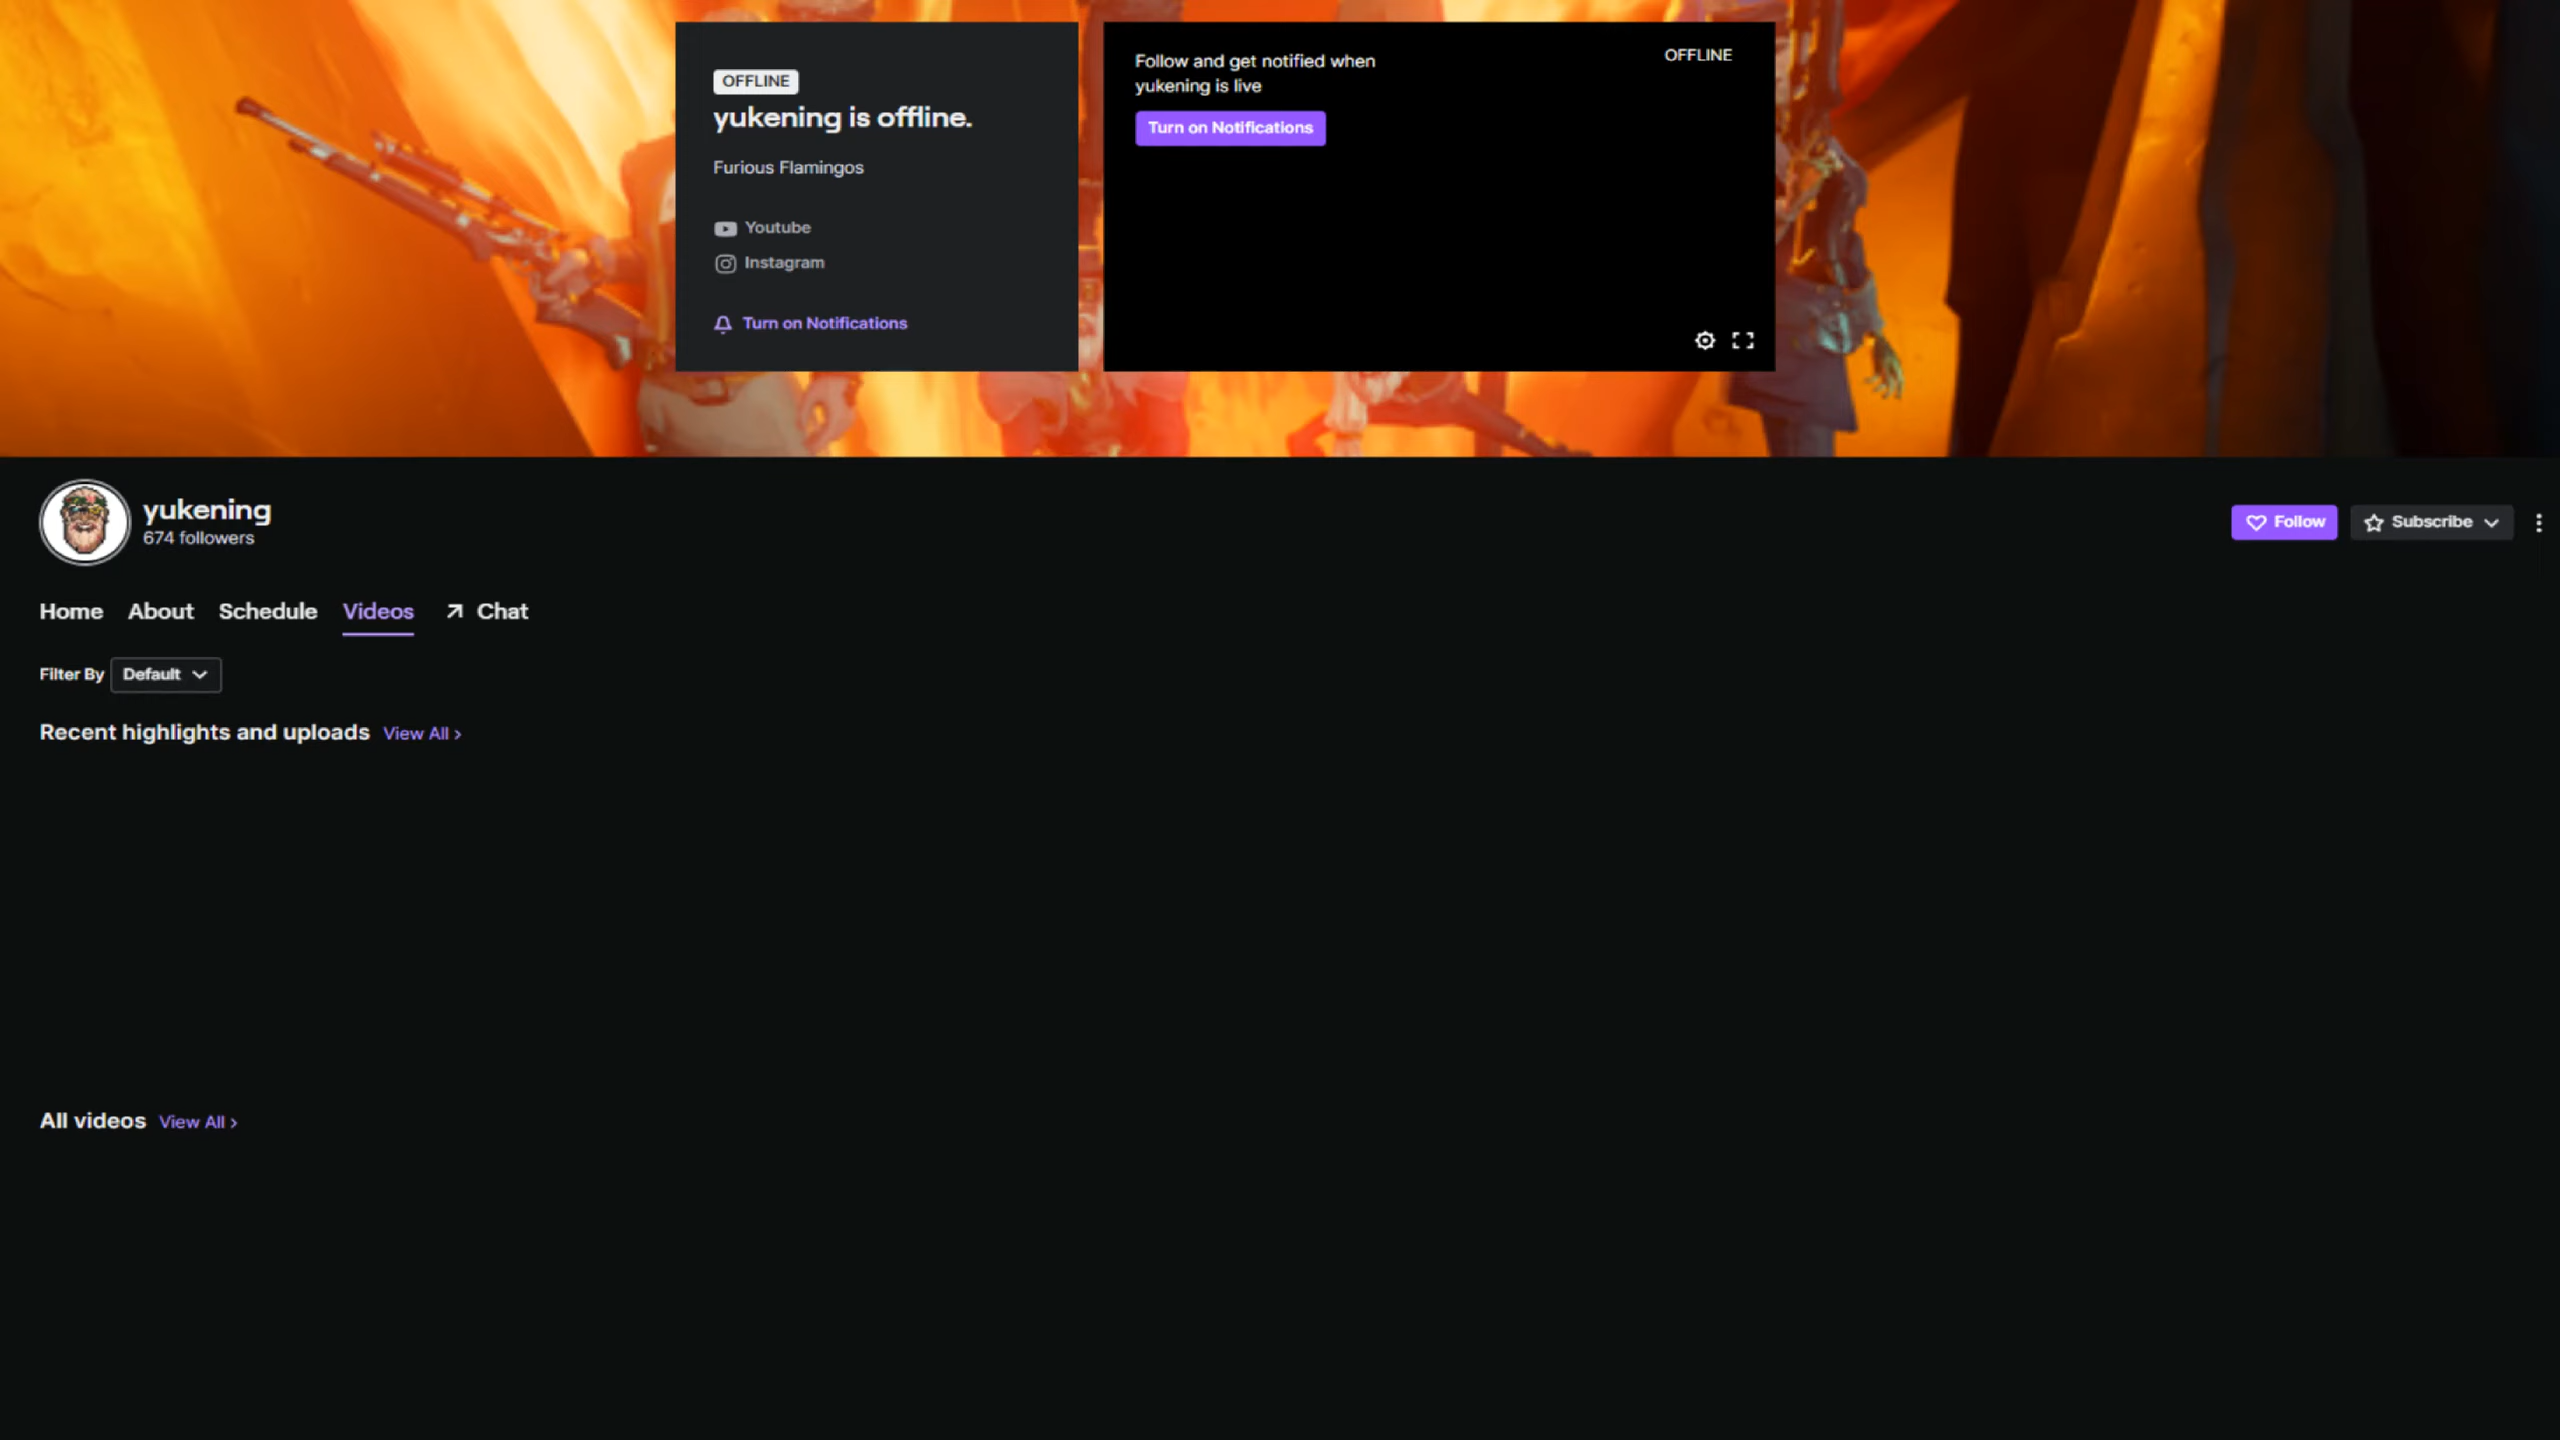 OFFLINE
yukening is offline.
Furious Flamingos
Youtube
Instagram
Turn on Notifications
Follow and get notified when
yukening is live
Turn on Notifications
OFFLINE
yukening
674 followers
Follow
Subscribe
Home About Schedule Videos Chat
Filter By Default
Recent highlights and uploads View All
All videos View All